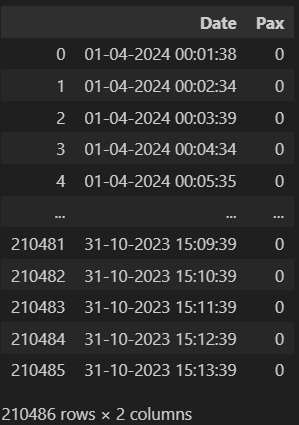 Date Pax
0 01-04-2024 00:01:38 0
1 01-04-2024 00:02:34 0
2 01-04-2024 00:03:39 0
3 01-04-2024 00:04:34 0
4 01-04-2024 00:05:35 0
... ... ...
210481 31-10-2023 15:09:39 0
210482 31-10-2023 15:10:39 0
210483 31-10-2023 15:11:39 0
210484 31-10-2023 15:12:39 0
210485 31-10-2023 15:13:39 0
210486 rows × 2 columns